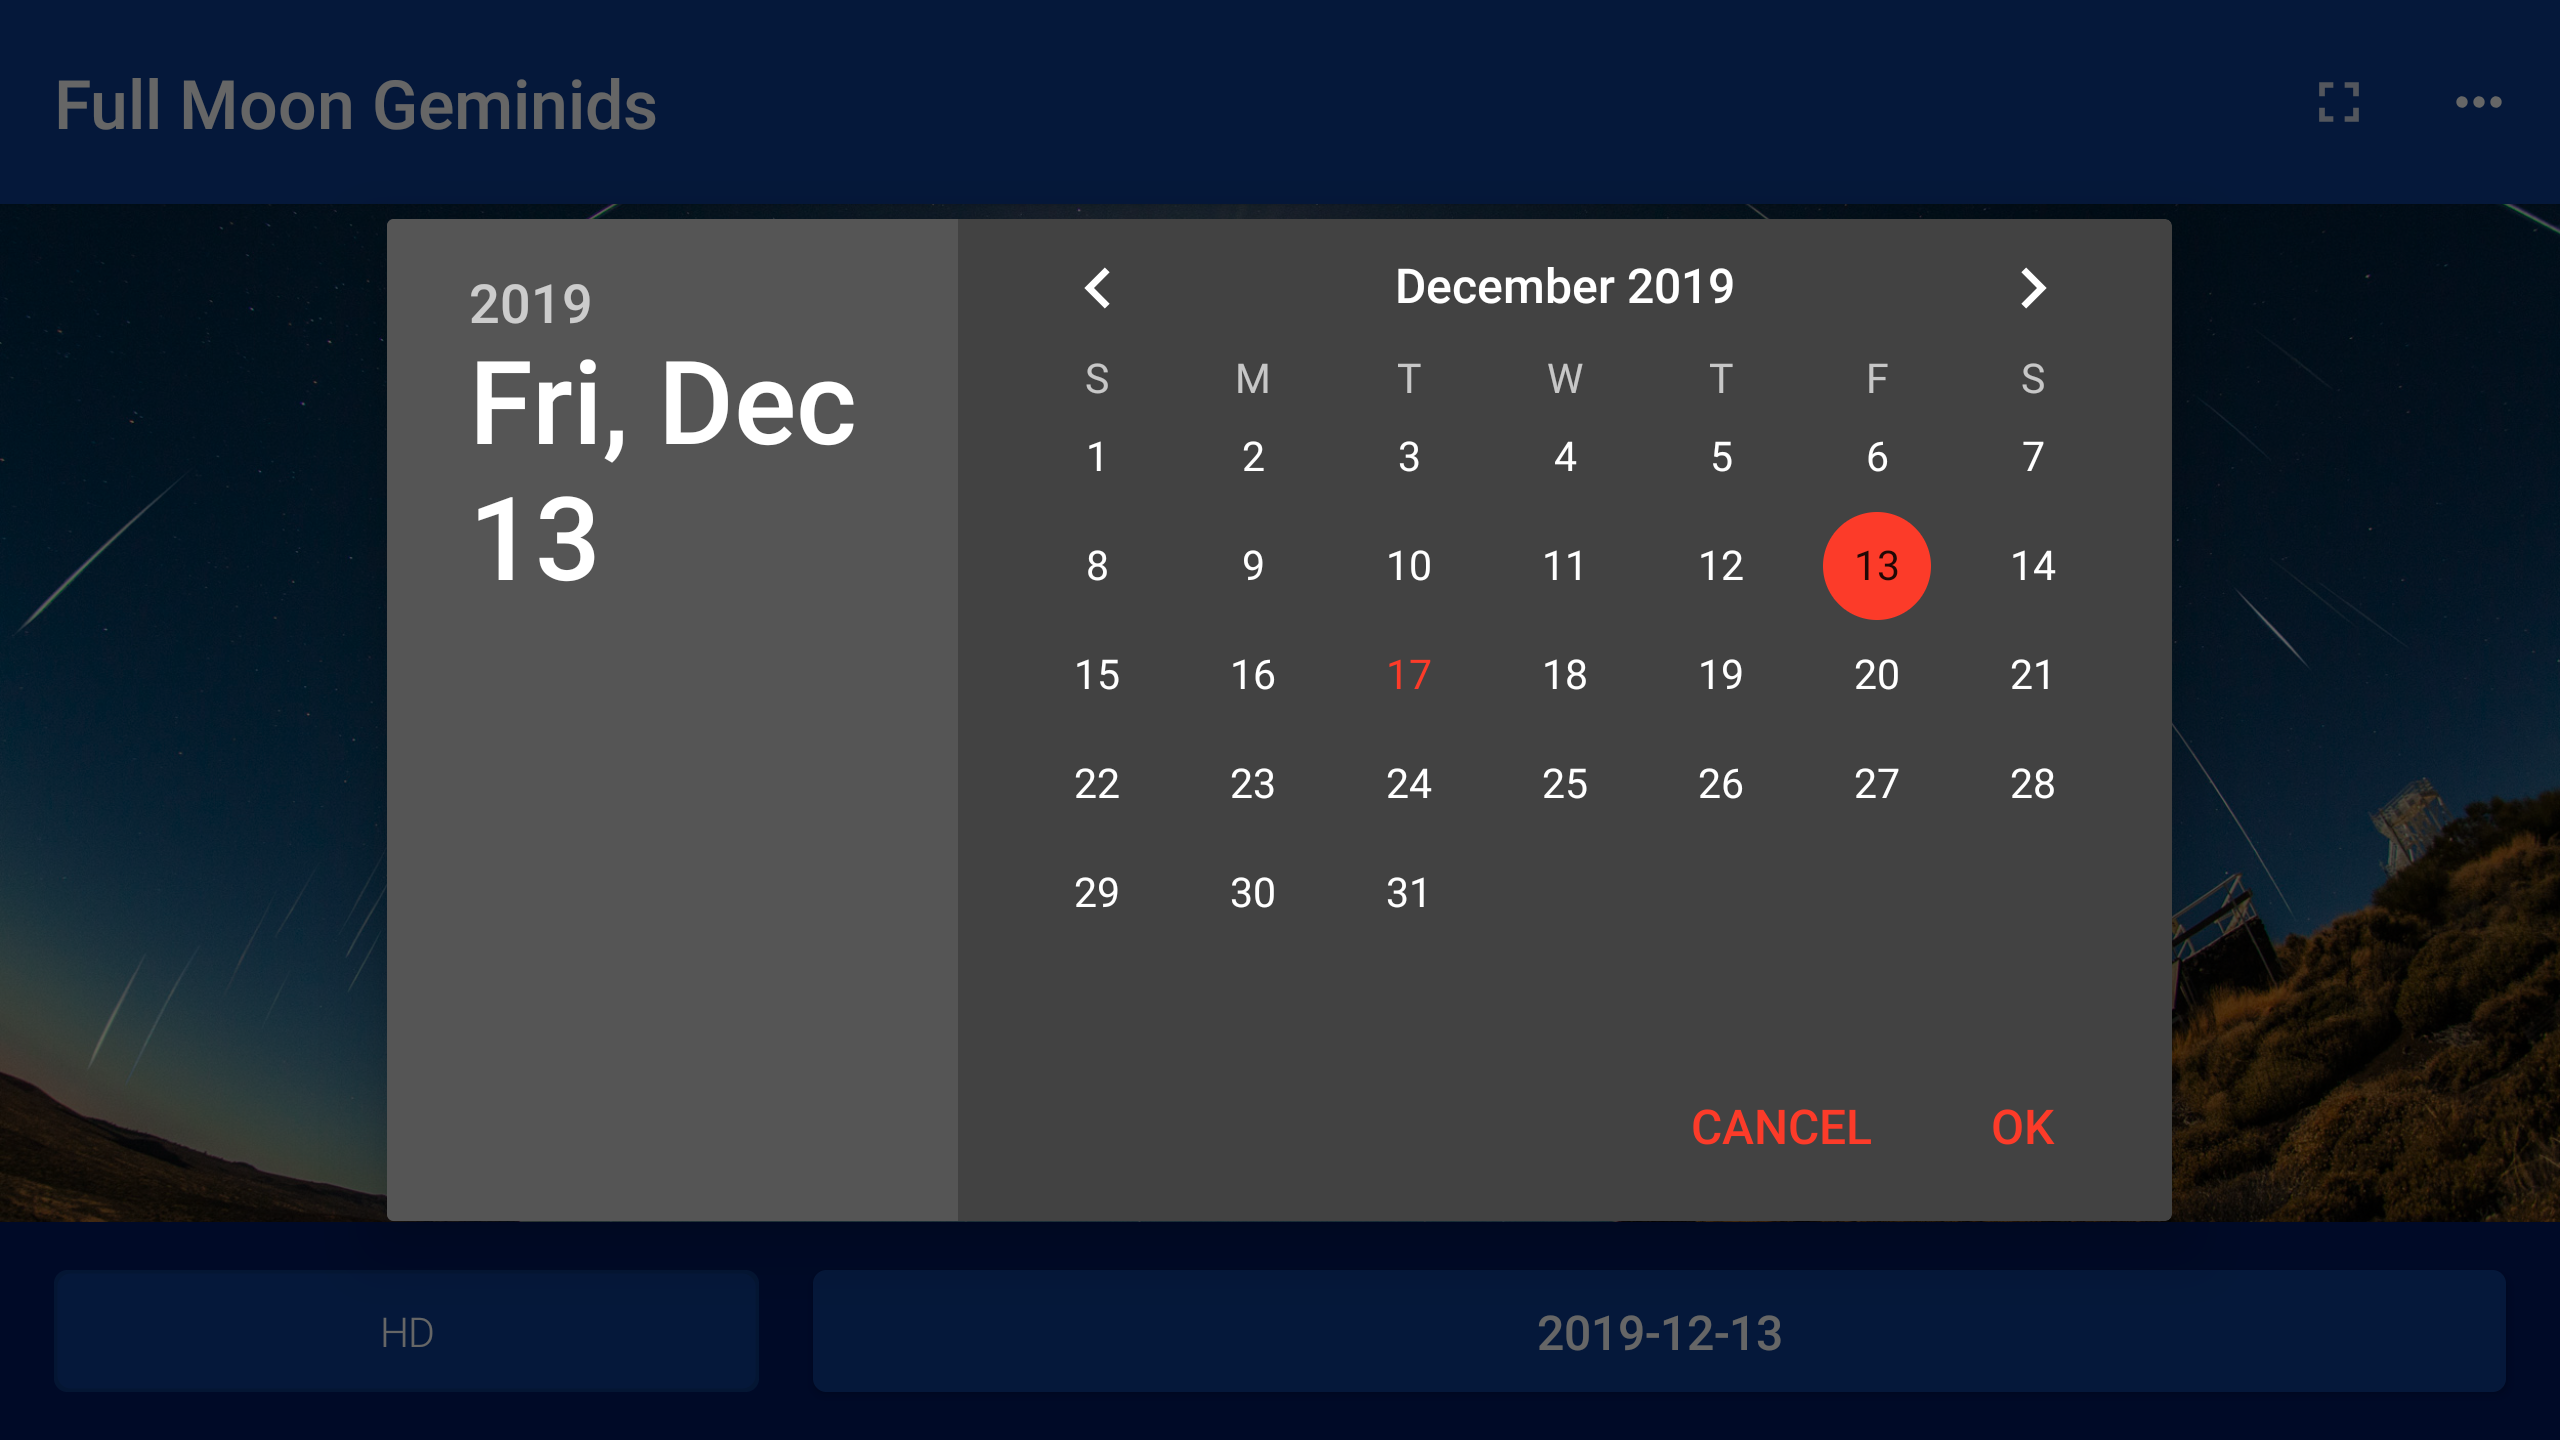 Full Moon Geminids
2019
Fri, Dec
13
December 2019
S M T W T F S
1 2 3 4 5 6 7
8 9 10 11 12 13 14
15 16 17 18 19 20 21
22 23 24 25 26 27 28
29 30 31
CANCEL OK
HD 2019-12-13